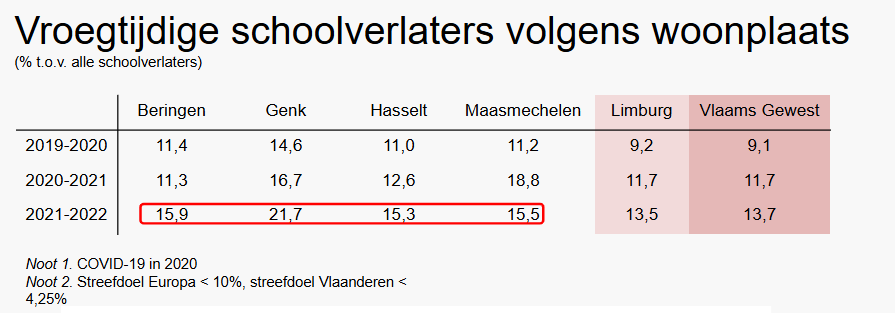 Vroegtijdige schoolverlaters volgens woonplaats
(% t.o.v. alle schoolverlaters)
Beringen Genk Hasselt Maasmechelen Limburg Vlaams Gewest
2019-2020 11,4 14,6 11,0 11,2 9,2 9,1
2020-2021 11,3 16,7 12,6 18,8 11,7 11,7
2021-2022 15,9 21,7 15,3 15,5 13,5 13,7
Noot 1. COVID-19 in 2020
Noot 2. Streefdoel Europa < 10%, streefdoel Vlaanderen <
4,25%